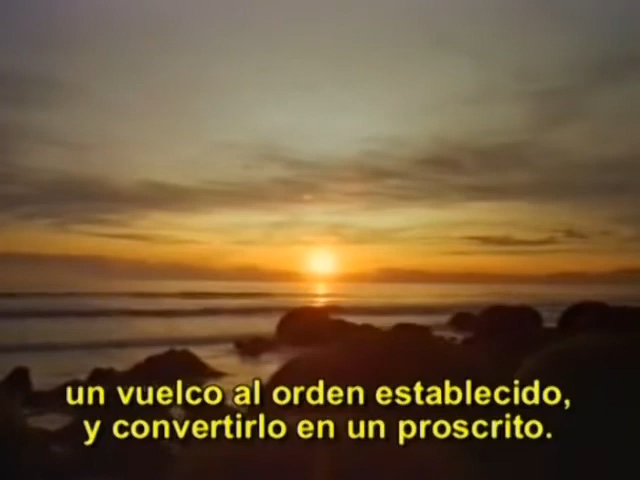 un vuelco al orden establecido,
y convertirlo en un proscrito.